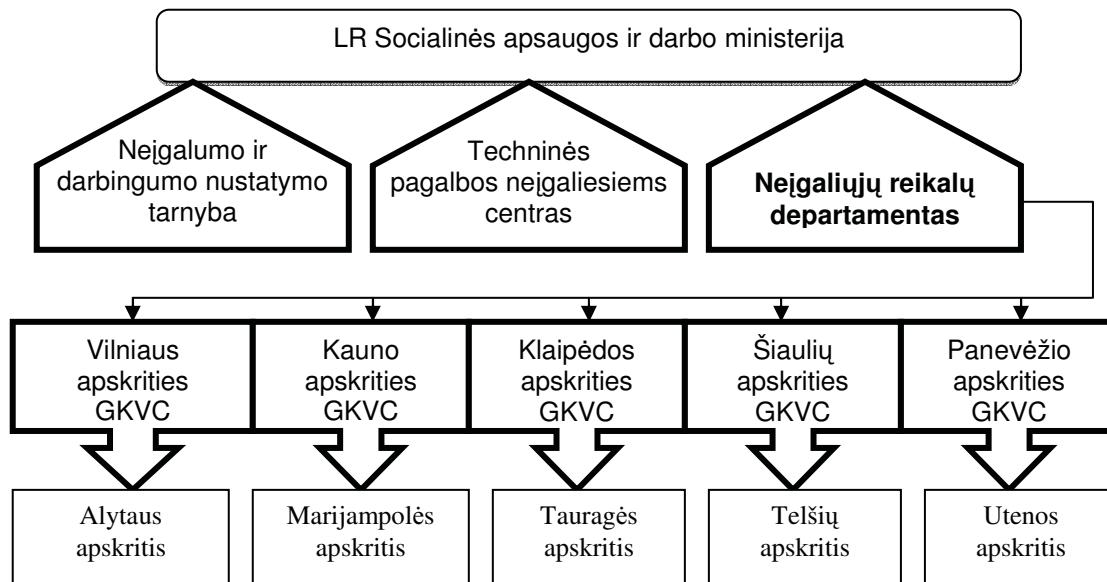 LR Socialinės apsaugos ir darbo ministerija
Neįgalumo ir
darbingumo nustatymo
tarnyba
Techninės
pagalbos neįgaliesiems
centras
Neįgaliųjų reikalų
departamentas
Vilniaus
apskrities
GKVC
Kauno
apskrities
GKVC
Klaipėdos
apskrities
GKVC
Šiaulių
apskrities
GKVC
Panevėžio
apskrities
GKVC
Alytaus
apskritis
Marijampolės
apskritis
Tauragės
apskritis
Telšių
apskritis
Utenos
apskritis